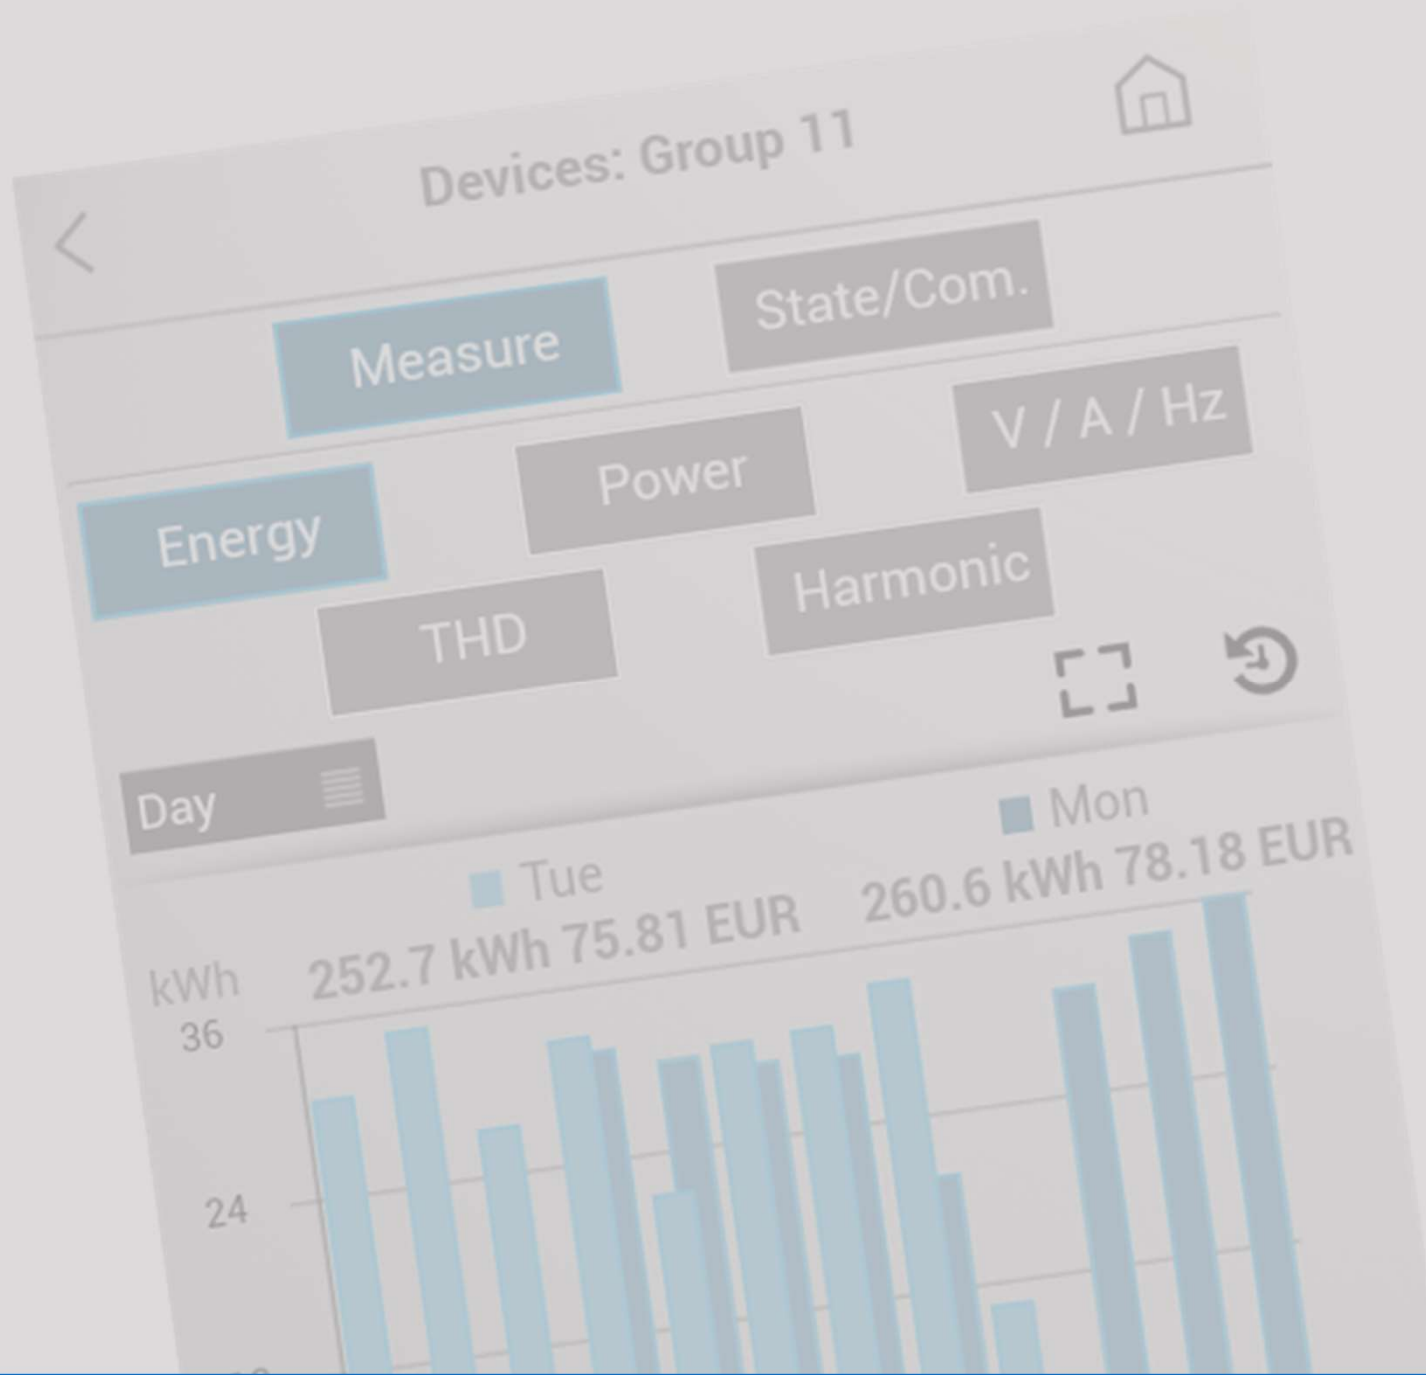 Devices: Group 11
Measure
State/Com.
Energy
Power
V / A / Hz
THD
Harmonic
Day
Tue
Mon
252.7 kWh 75.81 EUR
260.6 kWh 78.18 EUR
kWh
36
24